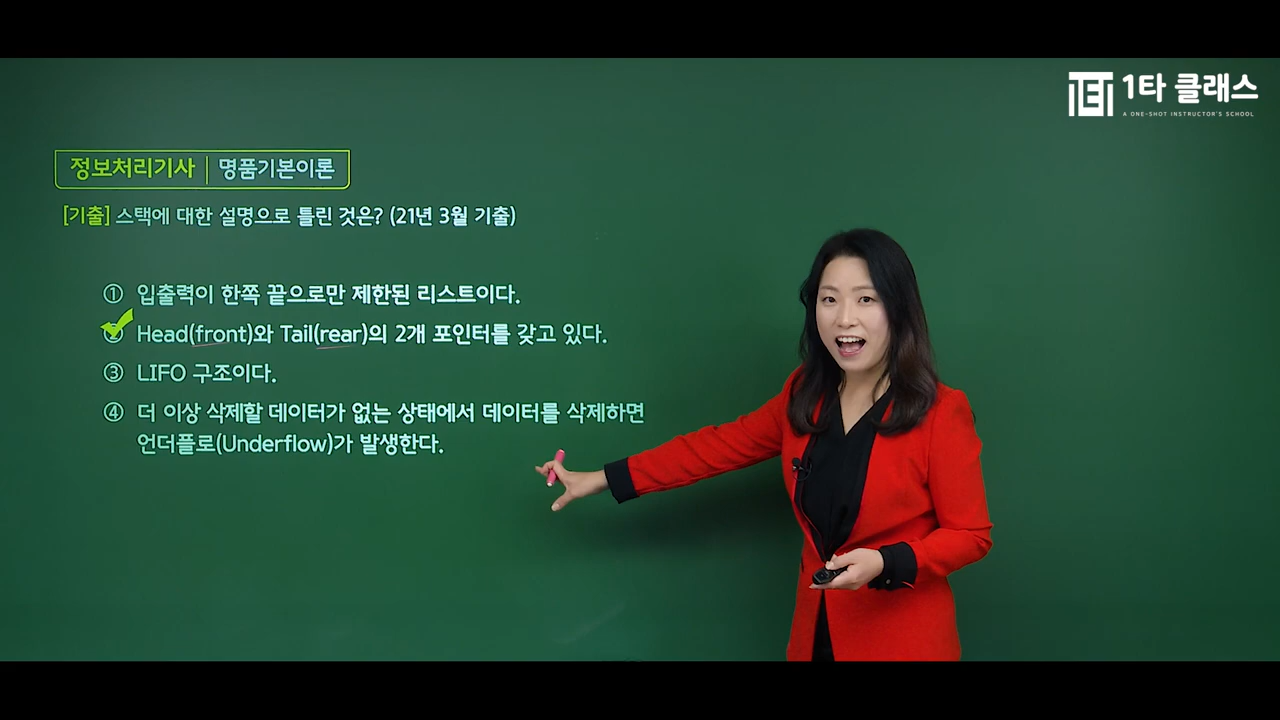 1타 클래스
A ONE-SHOT INSTRUCTOR'S SCHOOL
정보처리기사 | 명품기본이론
[기출] 스택에 대한 설명으로 틀린 것은? (21년 3월 기출)
① 입출력이 한쪽 끝으로만 제한된 리스트이다.
② Head(front)와 Tail(rear)의 2개 포인터를 갖고 있다.
③ LIFO 구조이다.
④ 더 이상 삭제할 데이터가 없는 상태에서 데이터를 삭제하면
언더플로(Underflow)가 발생한다.